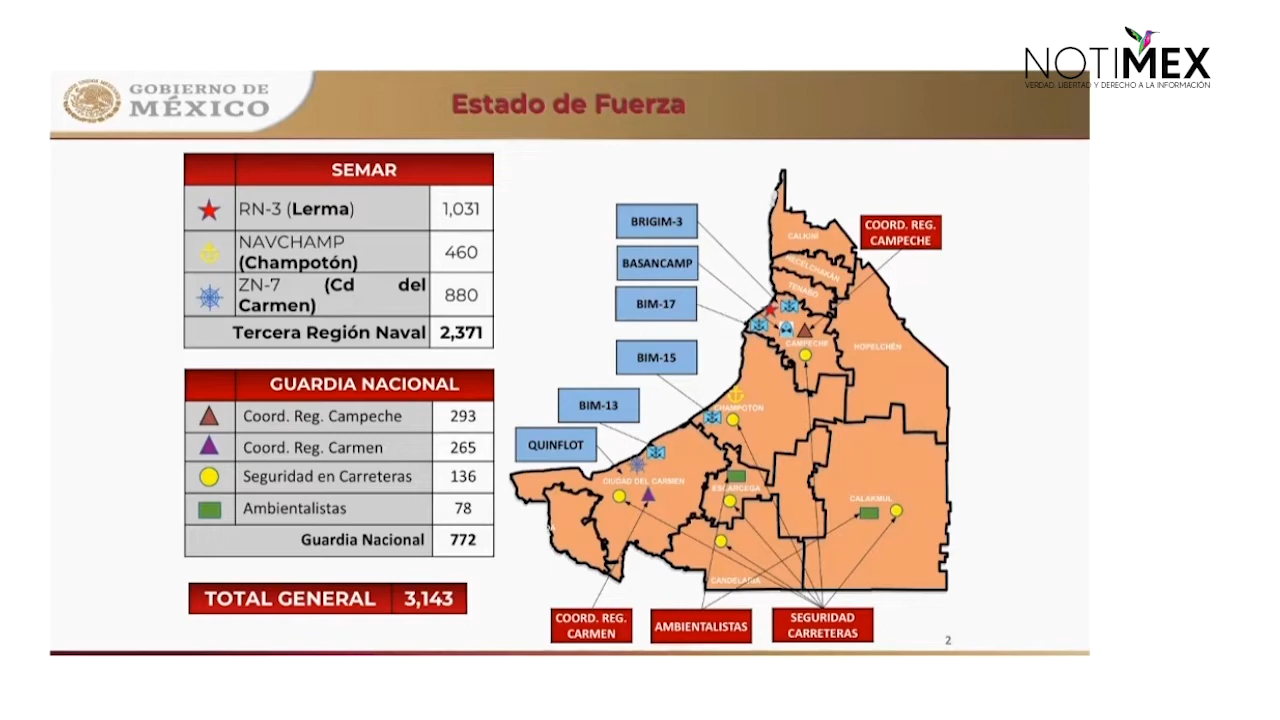 NOTIMEX
VERDAD, LIBERTAD Y DERECHO A LA INFORMACIÓN
GOBIERNO DE
MÉXICO
Estado de Fuerza
SEMAR
RN-3 (Lerma) 1,031
NAVCHAMP
(Champotón) 460
ZN-7 (Cd del
Carmen) 880
Tercera Región Naval 2,371
GUARDIA NACIONAL
Coord. Reg. Campeche 293
Coord. Reg. Carmen 265
Seguridad en Carreteras 136
Ambientalistas 78
Guardia Nacional 772
TOTAL GENERAL 3,143
BRIGIM-3
BASANCAMP
BIM-17
BIM-15
BIM-13
QUINFLOT
COORD. REG.
CAMPECHE
CALKINÍ
HECELCHAKÁN
TENABO
CAMPECHE
HOPELCHÉN
CHAMPOTÓN
CIUDAD DEL CARMEN
ESCÁRCEGA
CALAKMUL
CANDELARIA
COORD. REG.
CARMEN
AMBIENTALISTAS
SEGURIDAD
CARRETERAS
2